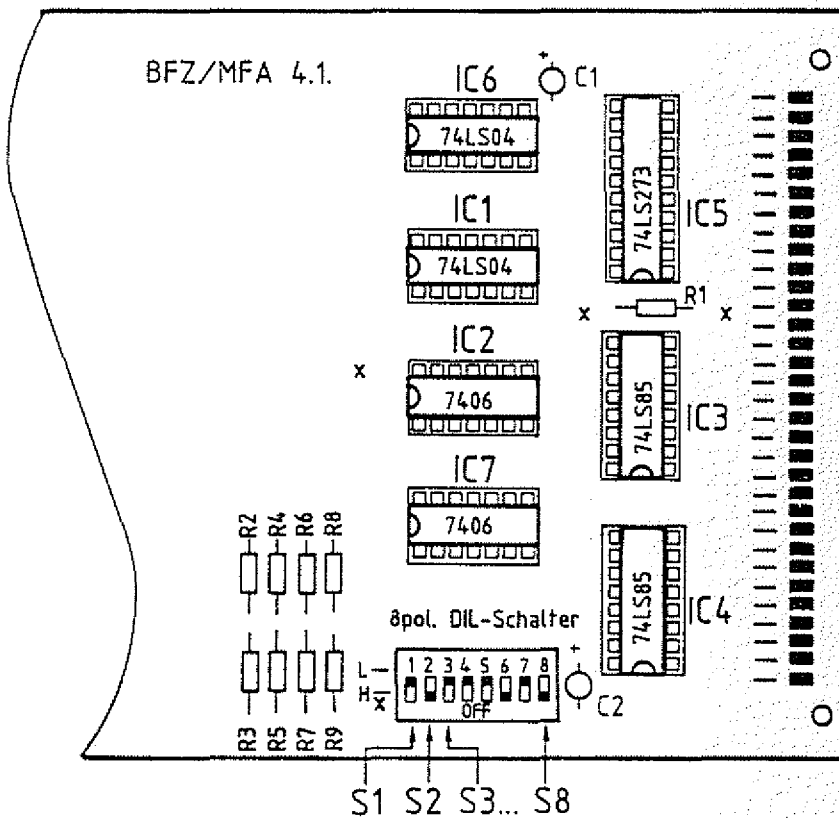 BFZ/MFA 4.1.
IC6
C1
+
74LS04
74LS273
IC5
IC1
74LS04
R1
x
x
IC2
x
7406
74LS85
IC3
IC7
7406
R2
R4
R6
R8
74LS85
IC4
8pol. DIL-Schalter
L
1 2 3 4 5 6 7 8
+
H
x
OFF
C2
R3
R5
R7
R9
S1 S2 S3... S8